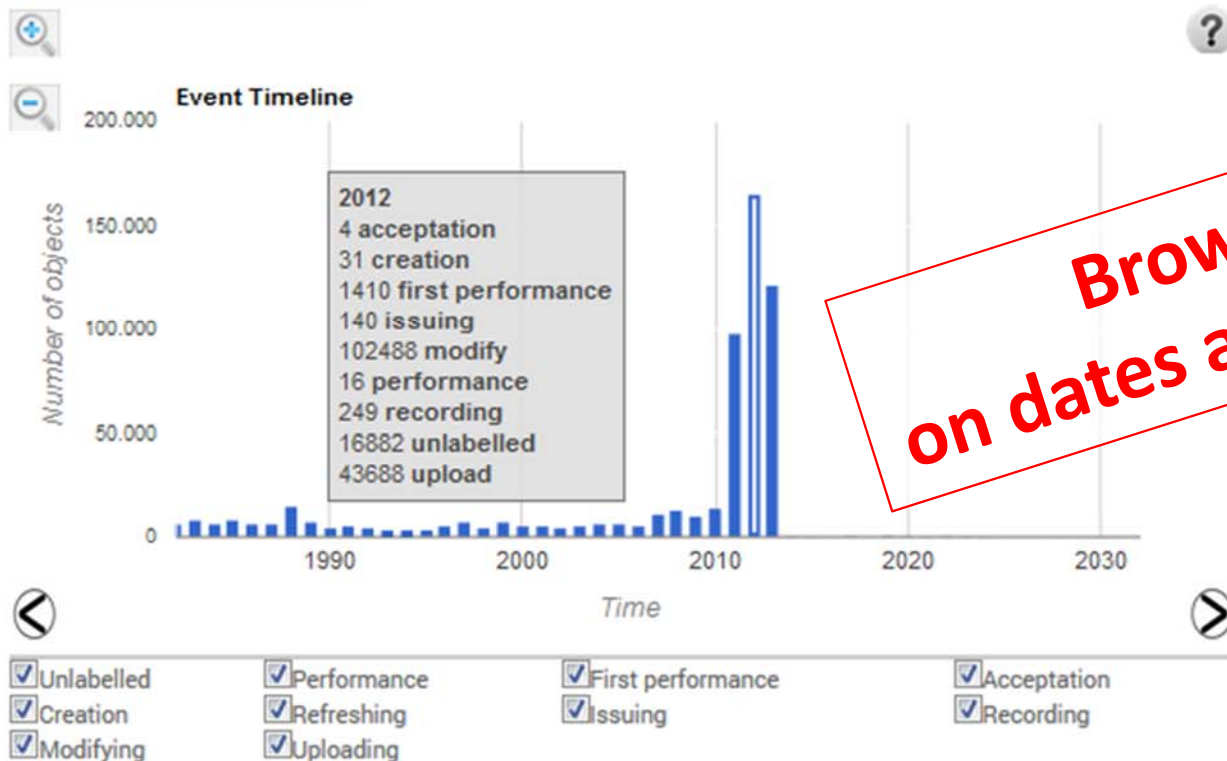 ?
Event Timeline
200.000
150.000
100.000
50.000
0
Number of objects
2012
4 acceptation
31 creation
1410 first performance
140 issuing
102488 modify
16 performance
249 recording
16882 unlabelled
43688 upload
Brow
on dates a
1990 2000 2010 2020 2030
Time
Unlabelled Performance First performance Acceptation
Creation Refreshing Issuing Recording
Modifying Uploading